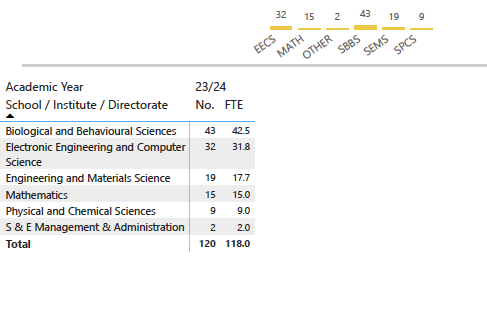 32 15 2 43 19 9
EECS MATH OTHER SBBS SEMS SPCS
Academic Year 23/24
School / Institute / Directorate No. FTE
Biological and Behavioural Sciences 43 42.5
Electronic Engineering and Computer 32 31.8
Science
Engineering and Materials Science 19 17.7
Mathematics 15 15.0
Physical and Chemical Sciences 9 9.0
S & E Management & Administration 2 2.0
Total 120 118.0